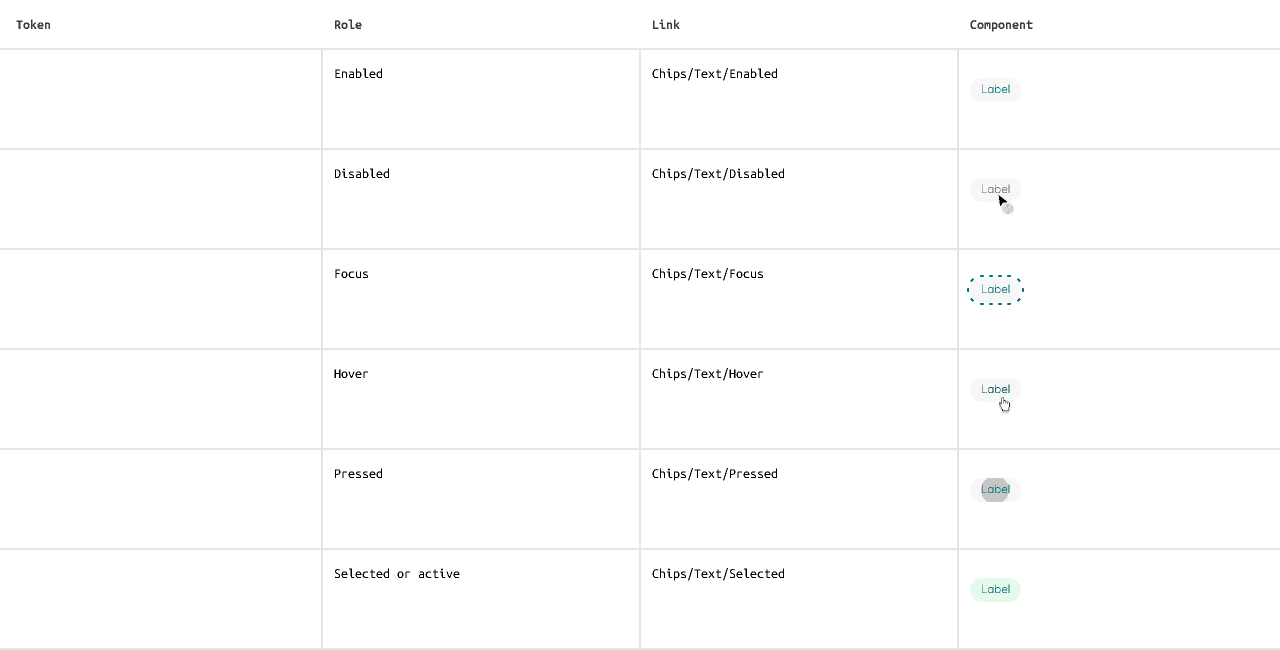 Token Role Link Component
Enabled Chips/Text/Enabled Label
Disabled Chips/Text/Disabled Label
Focus Chips/Text/Focus Label
Hover Chips/Text/Hover Label
Pressed Chips/Text/Pressed Label
Selected or active Chips/Text/Selected Label